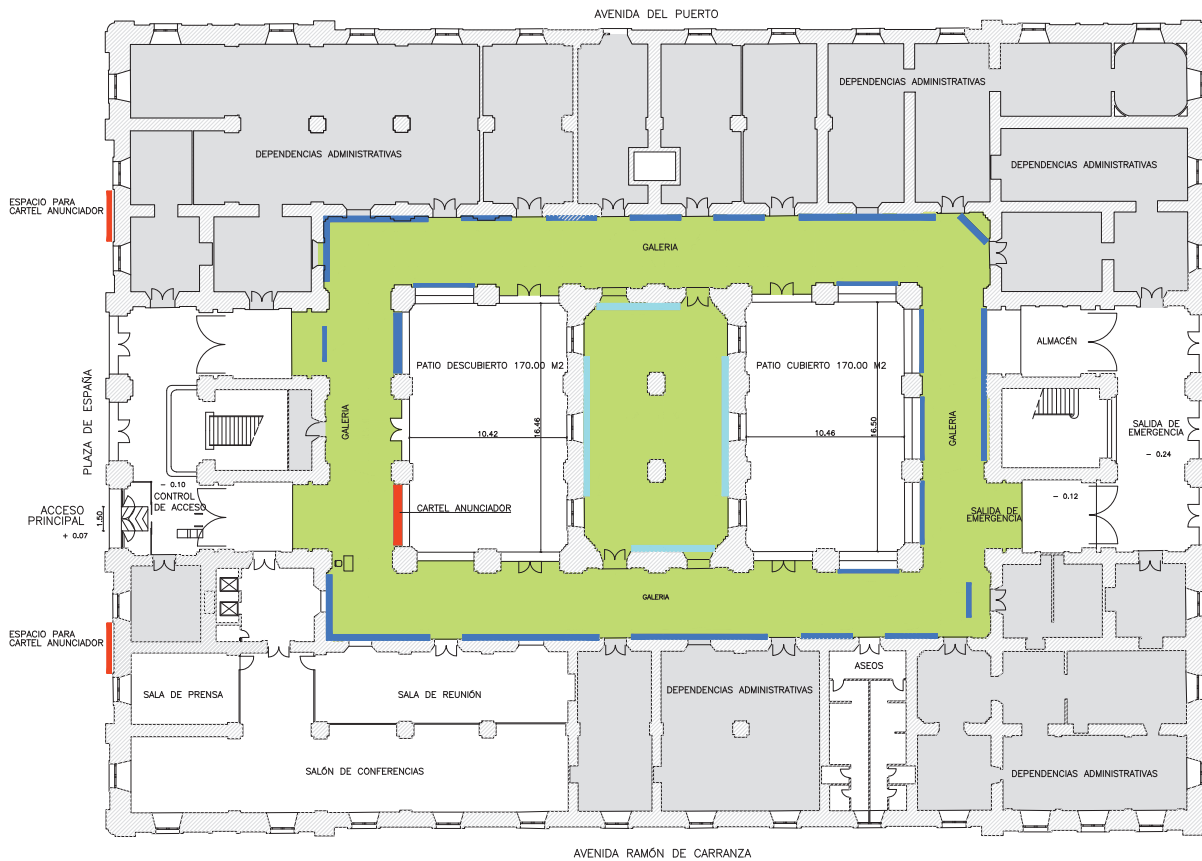 AVENIDA DEL PUERTO
DEPENDENCIAS ADMINISTRATIVAS
DEPENDENCIAS ADMINISTRATIVAS
DEPENDENCIAS ADMINISTRATIVAS
ESPACIO PARA
CARTEL ANUNCIADOR
GALERIA
PLAZA DE ESPAÑA
GALERIA
PATIO DESCUBIERTO 170.00 M2
10.42
16.46
PATIO CUBIERTO 170.00 M2
10.46
16.50
GALERIA
ALMACÉN
SALIDA DE
EMERGENCIA
- 0.24
- 0.10
CONTROL
DE ACCESO
ACCESO
PRINCIPAL
1.50
+ 0.07
CARTEL ANUNCIADOR
- 0.12
SALIDA DE
EMERGENCIA
GALERIA
ESPACIO PARA
CARTEL ANUNCIADOR
SALA DE PRENSA
SALA DE REUNIÓN
DEPENDENCIAS ADMINISTRATIVAS
ASEOS
SALÓN DE CONFERENCIAS
DEPENDENCIAS ADMINISTRATIVAS
AVENIDA RAMÓN DE CARRANZA